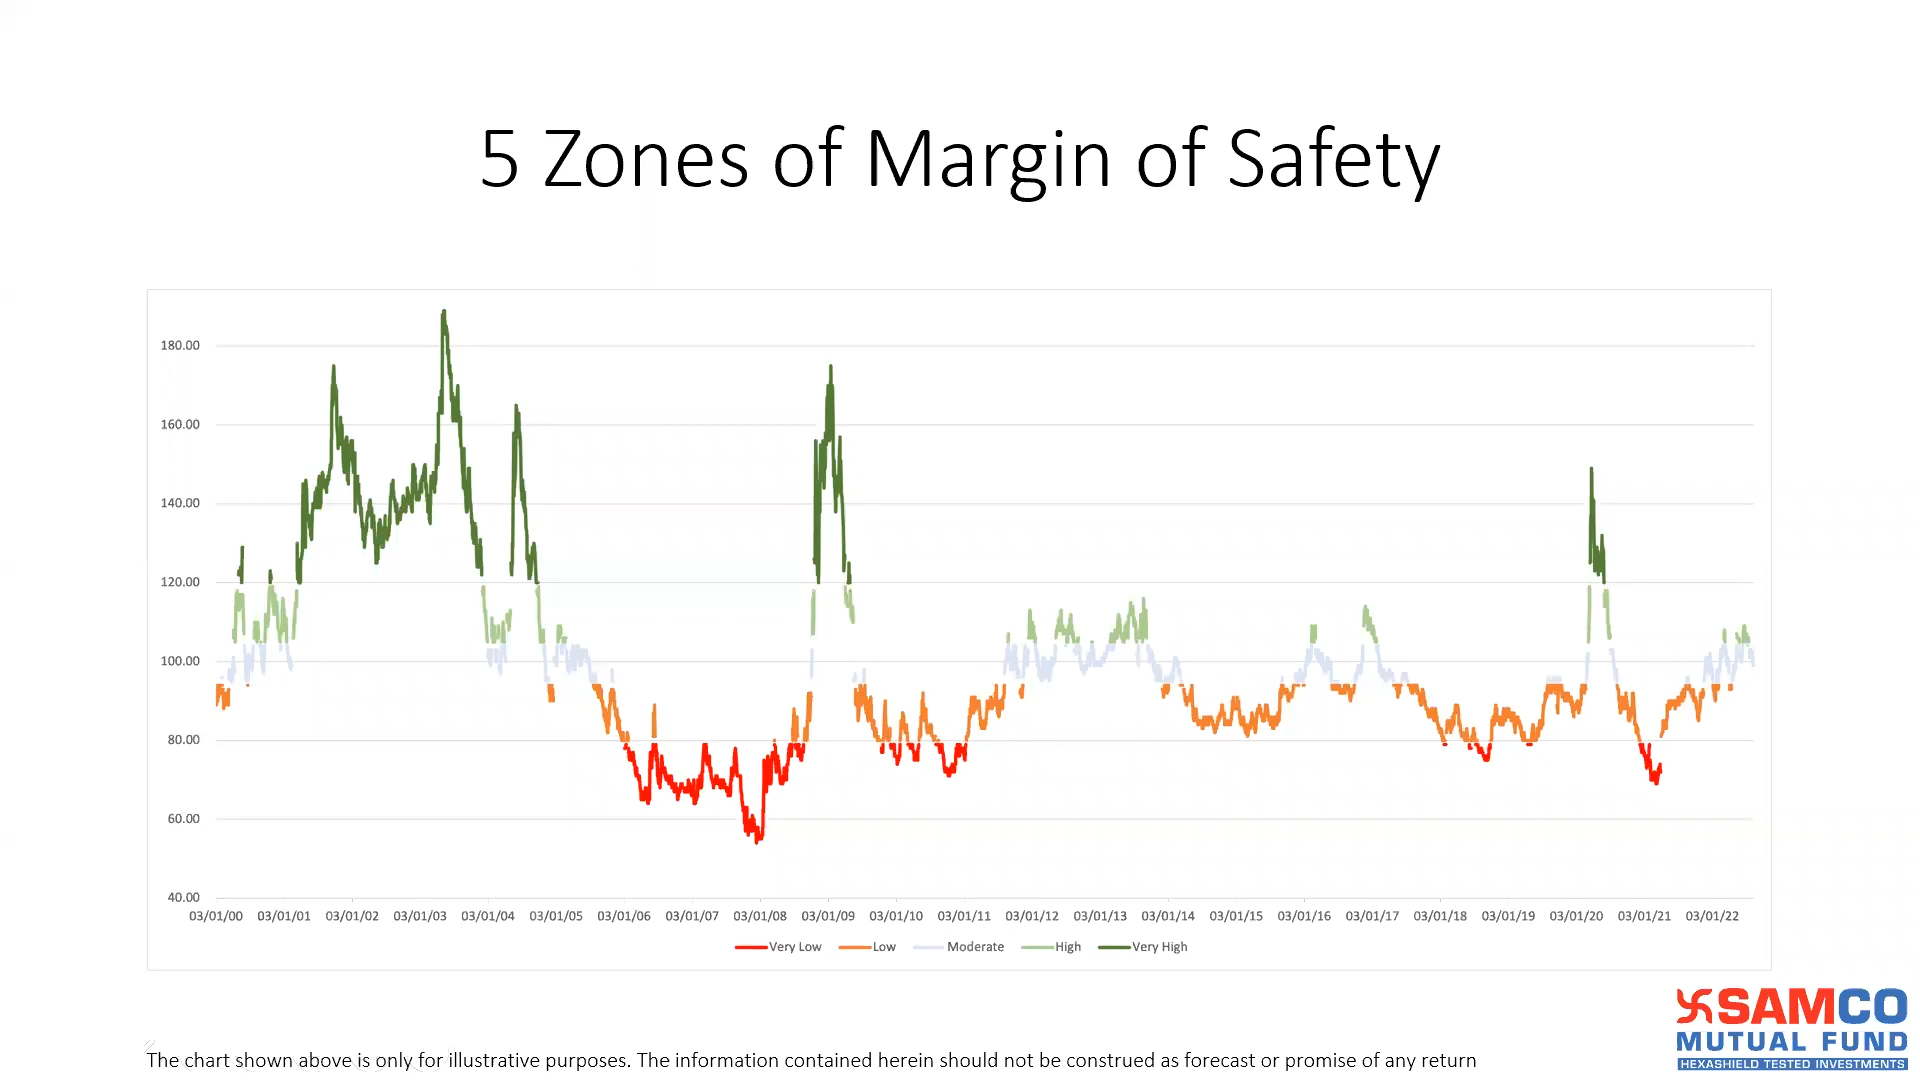 5 Zones of Margin of Safety
180.00
160.00
140.00
120.00
100.00
80.00
60.00
40.00
03/01/00 03/01/01 03/01/02 03/01/03 03/01/04 03/01/05 03/01/06 03/01/07 03/01/08 03/01/09 03/01/10 03/01/11 03/01/12 03/01/13 03/01/14 03/01/15 03/01/16 03/01/17 03/01/18 03/01/19 03/01/20 03/01/21 03/01/22
Very Low Low Moderate High Very High
SAMCO
MUTUAL FUND
HEXASHIELD TESTED INVESTMENTS
The chart shown above is only for illustrative purposes. The information contained herein should not be construed as forecast or promise of any return